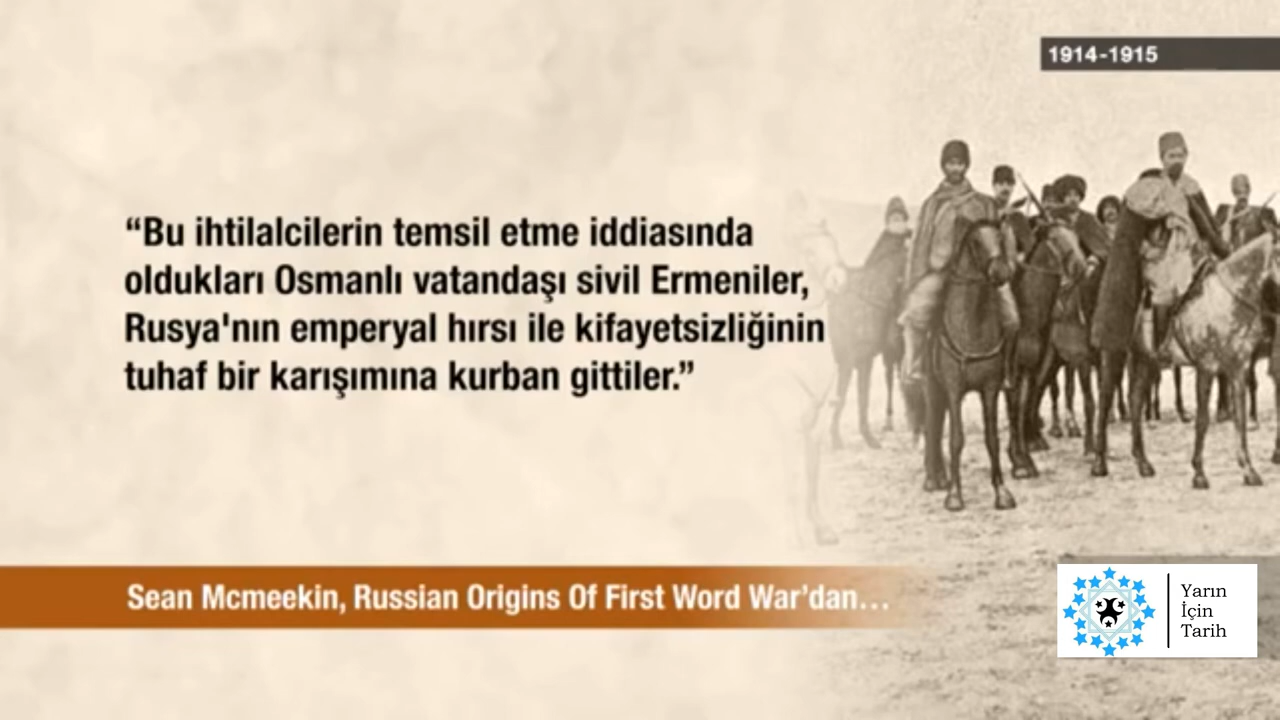 1914-1915
“Bu ihtilalcilerin temsil etme iddiasında
oldukları Osmanlı vatandaşı sivil Ermeniler,
Rusya'nın emperyal hırsı ile kifayetsizliğinin
tuhaf bir karışımına kurban gittiler.”
Sean Mcmeekin, Russian Origins Of First Word War’dan…
Yarın
İçin
Tarih